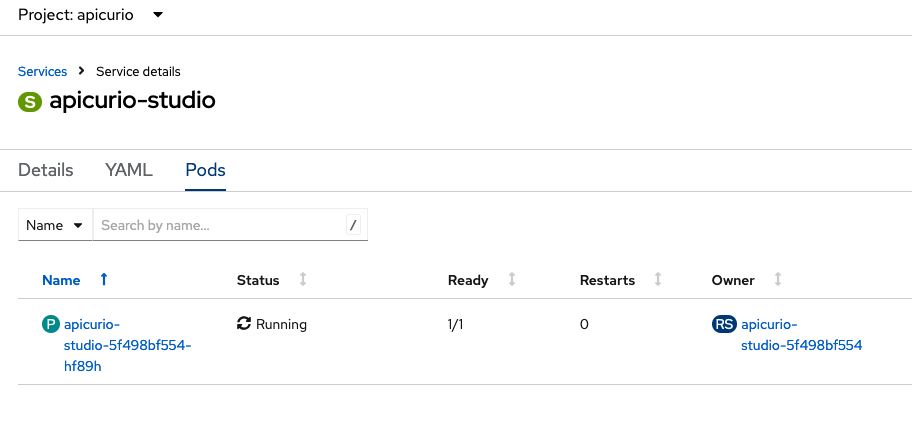 Project: apicurio
Services > Service details
S apicurio-studio
Details YAML Pods
Name Search by name... /
Name Status Ready Restarts Owner
P apicurio- Running 1/1 0 RS apicurio-
studio-5f498bf554- studio-5f498bf554
hf89h